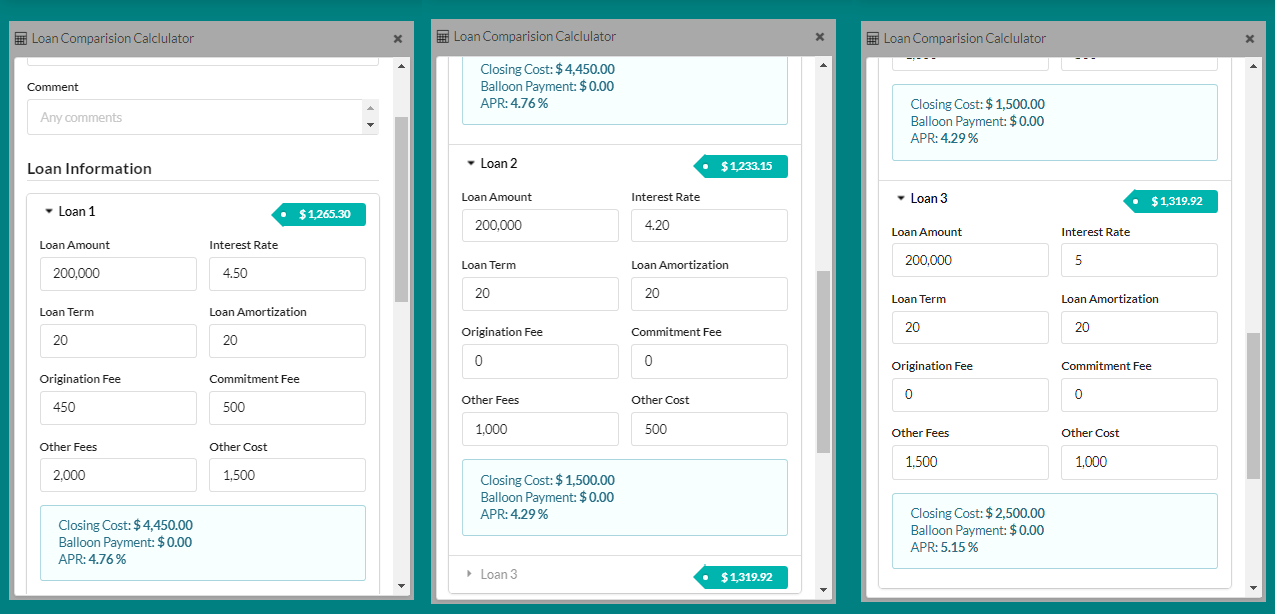 Loan Comparision Calclulator
Comment
Any comments
Loan Information
Loan 1 $ 1,265.30
Loan Amount Interest Rate
200,000 4.50
Loan Term Loan Amortization
20 20
Origination Fee Commitment Fee
450 500
Other Fees Other Cost
2,000 1,500
Closing Cost: $ 4,450.00
Balloon Payment: $ 0.00
APR: 4.76 %
Loan Comparision Calclulator
Closing Cost: $ 4,450.00
Balloon Payment: $ 0.00
APR: 4.76 %
Loan 2 $ 1,233.15
Loan Amount Interest Rate
200,000 4.20
Loan Term Loan Amortization
20 20
Origination Fee Commitment Fee
0 0
Other Fees Other Cost
1,000 500
Closing Cost: $ 1,500.00
Balloon Payment: $ 0.00
APR: 4.29 %
Loan 3 $ 1,319.92
Loan Comparision Calclulator
Closing Cost: $ 1,500.00
Balloon Payment: $ 0.00
APR: 4.29 %
Loan 3 $ 1,319.92
Loan Amount Interest Rate
200,000 5
Loan Term Loan Amortization
20 20
Origination Fee Commitment Fee
0 0
Other Fees Other Cost
1,500 1,000
Closing Cost: $ 2,500.00
Balloon Payment: $ 0.00
APR: 5.15 %